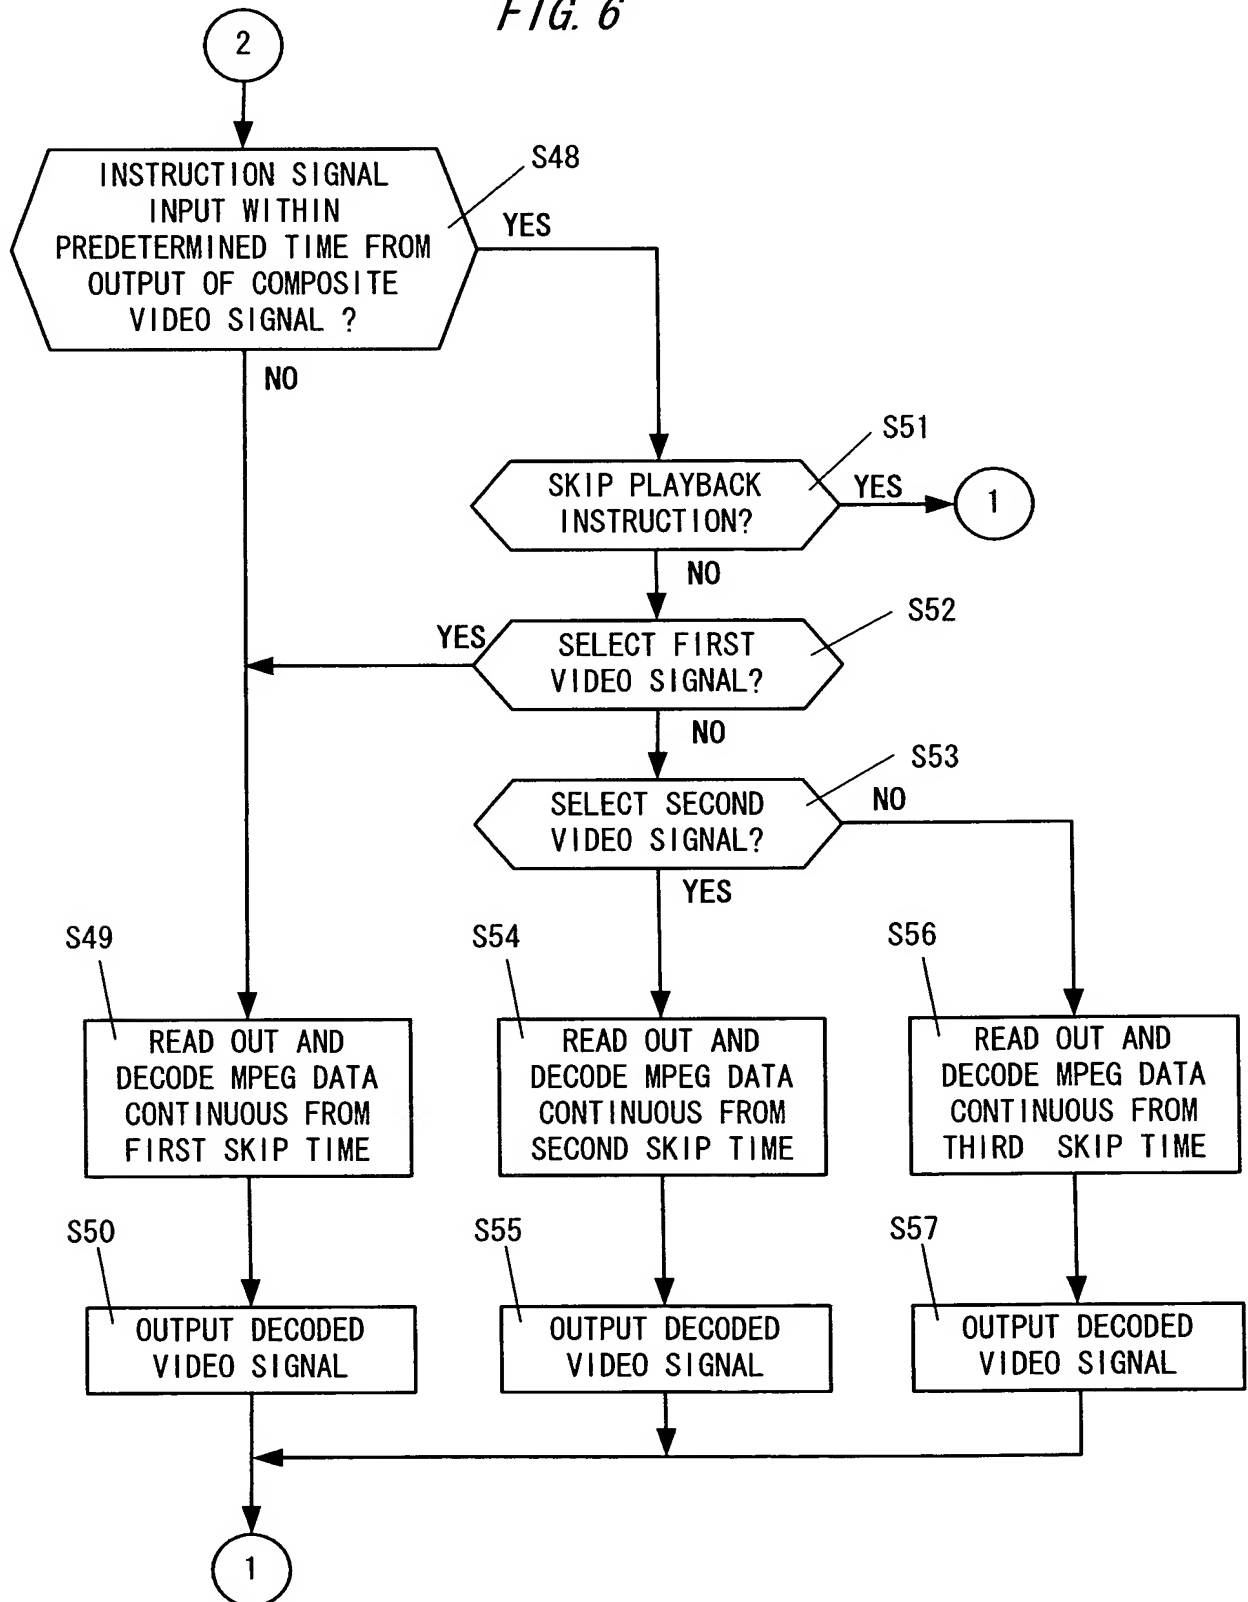 FIG. 6
2
S48
INSTRUCTION SIGNAL
INPUT WITHIN
PREDETERMINED TIME FROM
OUTPUT OF COMPOSITE
VIDEO SIGNAL ?
YES
NO
S51
SKIP PLAYBACK
INSTRUCTION?
YES
1
NO
S52
SELECT FIRST
VIDEO SIGNAL?
YES
NO
S53
SELECT SECOND
VIDEO SIGNAL?
NO
YES
S49
READ OUT AND
DECODE MPEG DATA
CONTINUOUS FROM
FIRST SKIP TIME
S54
READ OUT AND
DECODE MPEG DATA
CONTINUOUS FROM
SECOND SKIP TIME
S56
READ OUT AND
DECODE MPEG DATA
CONTINUOUS FROM
THIRD SKIP TIME
S50
OUTPUT DECODED
VIDEO SIGNAL
S55
OUTPUT DECODED
VIDEO SIGNAL
S57
OUTPUT DECODED
VIDEO SIGNAL
1